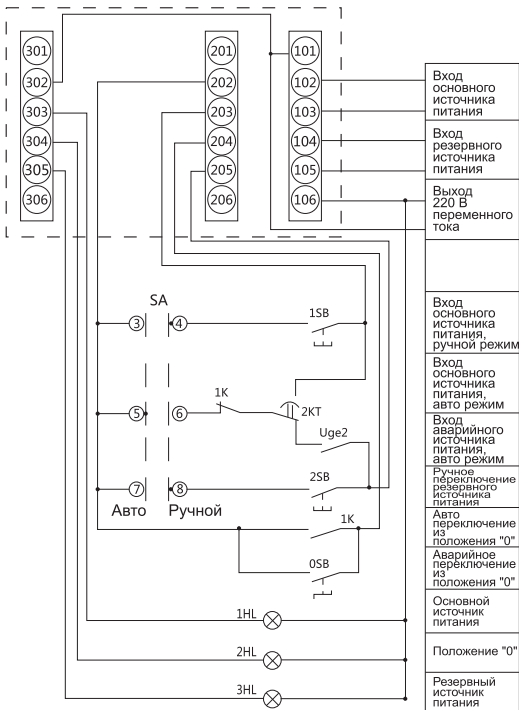 301
302
303
304
305
306
201
202
203
204
205
206
101
102
103
104
105
106
Вход
основного
источника
питания
Вход
резервного
источника
питания
Выход
220 В
переменного
тока
Вход
основного
источника
питания,
ручной режим
Вход
основного
источника
питания,
авто режим
Вход
аварийного
источника
питания,
авто режим
Ручное
переключение
резервного
источника
питания
Авто
переключение
из
положения "0"
Аварийное
переключение
из
положения "0"
Основной
источник
питания
Положение "0"
Резервный
источник
питания
SA
3 4
1SB
5 6
1K
2KT
Uge2
7 8
2SB
Авто Ручной
1K
0SB
1HL
2HL
3HL